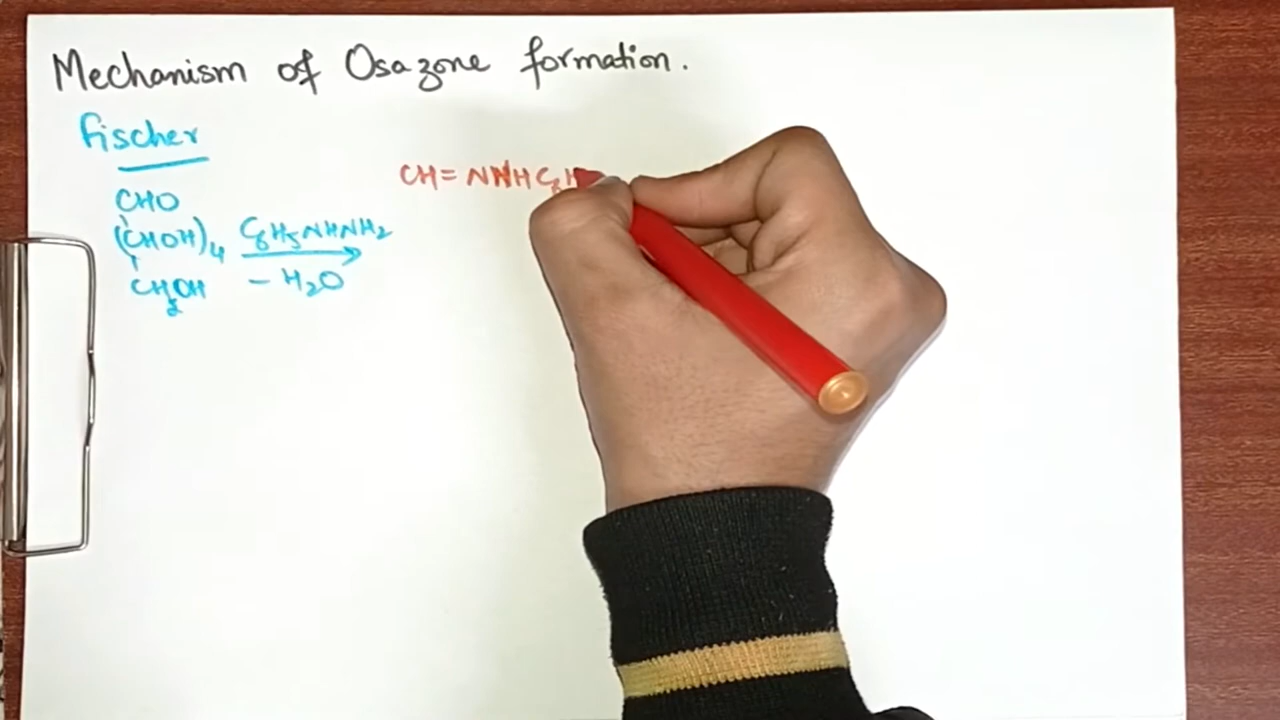 Mechanism of Osazone formation.
Fischer
CH=NNHC6H
CHO
(CHOH)4 C6H5NHNH2
CH2OH -H2O